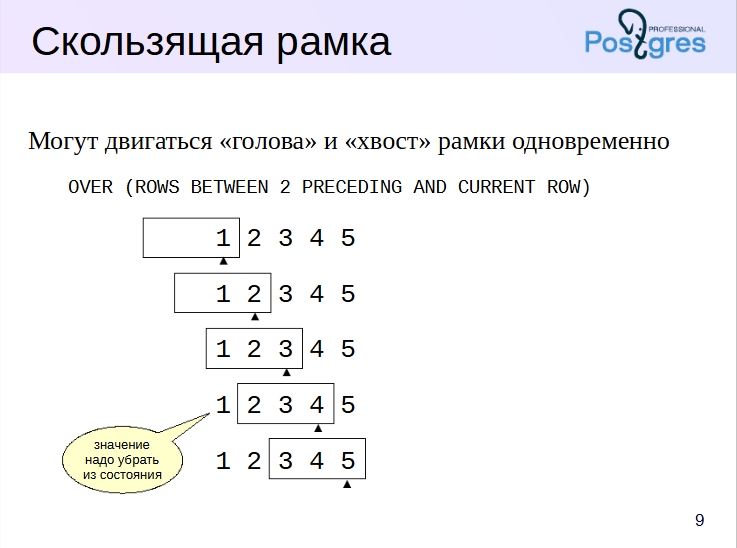 Скользящая рамка
PROFESSIONAL
Postgres
Могут двигаться «голова» и «хвост» рамки одновременно
OVER (ROWS BETWEEN 2 PRECEDING AND CURRENT ROW)
1 2 3 4 5
1 2 3 4 5
1 2 3 4 5
1 2 3 4 5
значение
надо убрать
из состояния
1 2 3 4 5
9